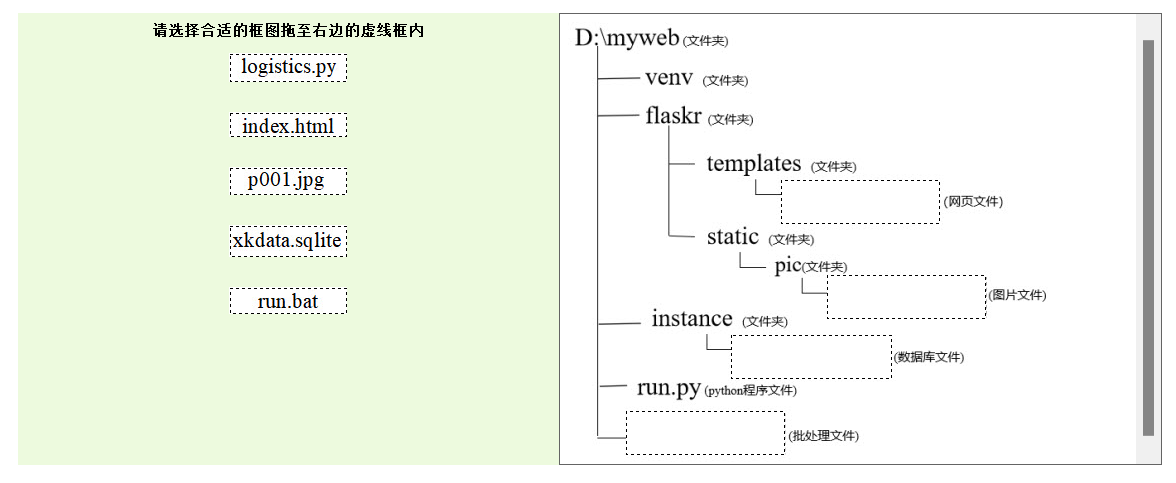 请选择合适的框图拖至右边的虚线框内
logistics.py
index.html
p001.jpg
xkdata.sqlite
run.bat
D:\myweb (文件夹)
venv (文件夹)
flaskr (文件夹)
templates (文件夹)
(网页文件)
static (文件夹)
pic(文件夹)
(图片文件)
instance (文件夹)
(数据库文件)
run.py (python程序文件)
(批处理文件)